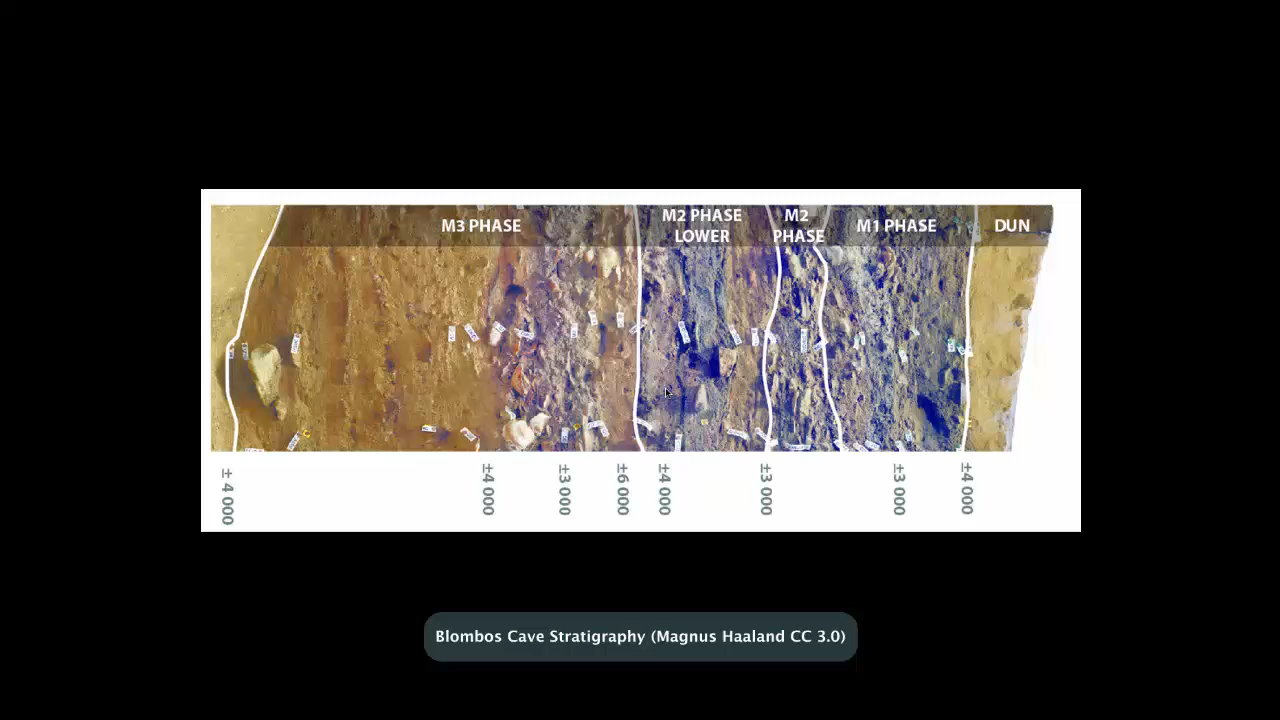 M3 PHASE
M2 PHASE
LOWER
M2
PHASE
M1 PHASE
DUN
± 4 000
±4 000
±3 000
±6 000
±4 000
±3 000
±3 000
±4 000
Blombos Cave Stratigraphy (Magnus Haaland CC 3.0)